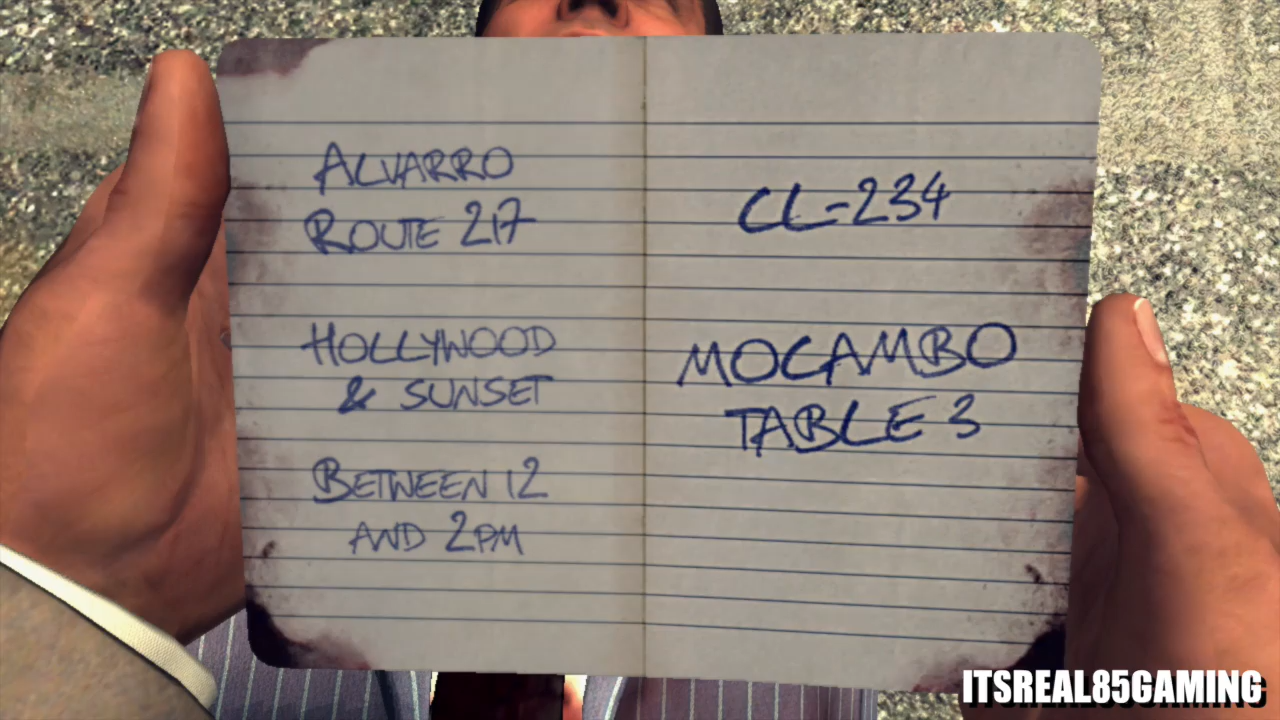 ALVARRO
ROUTE 217
HOLLYWOOD
& SUNSET
BETWEEN 12
AND 2PM
CL-234
MOCAMBO
TABLE 3
ITSREAL85GAMING